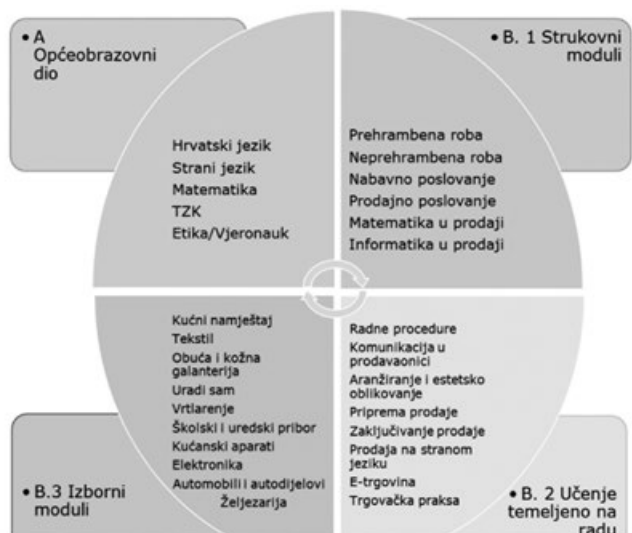 • A
Općeobrazovni
dio
• B. 1 Strukovni
moduli
Hrvatski jezik
Strani jezik
Matematika
TZK
Etika/Vjeronauk
Prehrambena roba
Neprehrambena roba
Nabavno poslovanje
Prodajno poslovanje
Matematika u prodaji
Informatika u prodaji
Kućni namještaj
Tekstil
Obuća i kožna
galanterija
Uradi sam
Vrtlarenje
Školski i uredski pribor
Kućanski aparati
Elektronika
Automobili i autodijelovi
Željezarija
Radne procedure
Komunikacija u
prodavaonici
Aranžiranje i estetsko
oblikovanje
Priprema prodaje
Zaključivanje prodaje
Prodaja na stranom
jeziku
E-trgovina
Trgovačka praksa
• B.3 Izborni
moduli
• B. 2 Učenje
temeljeno na
radu